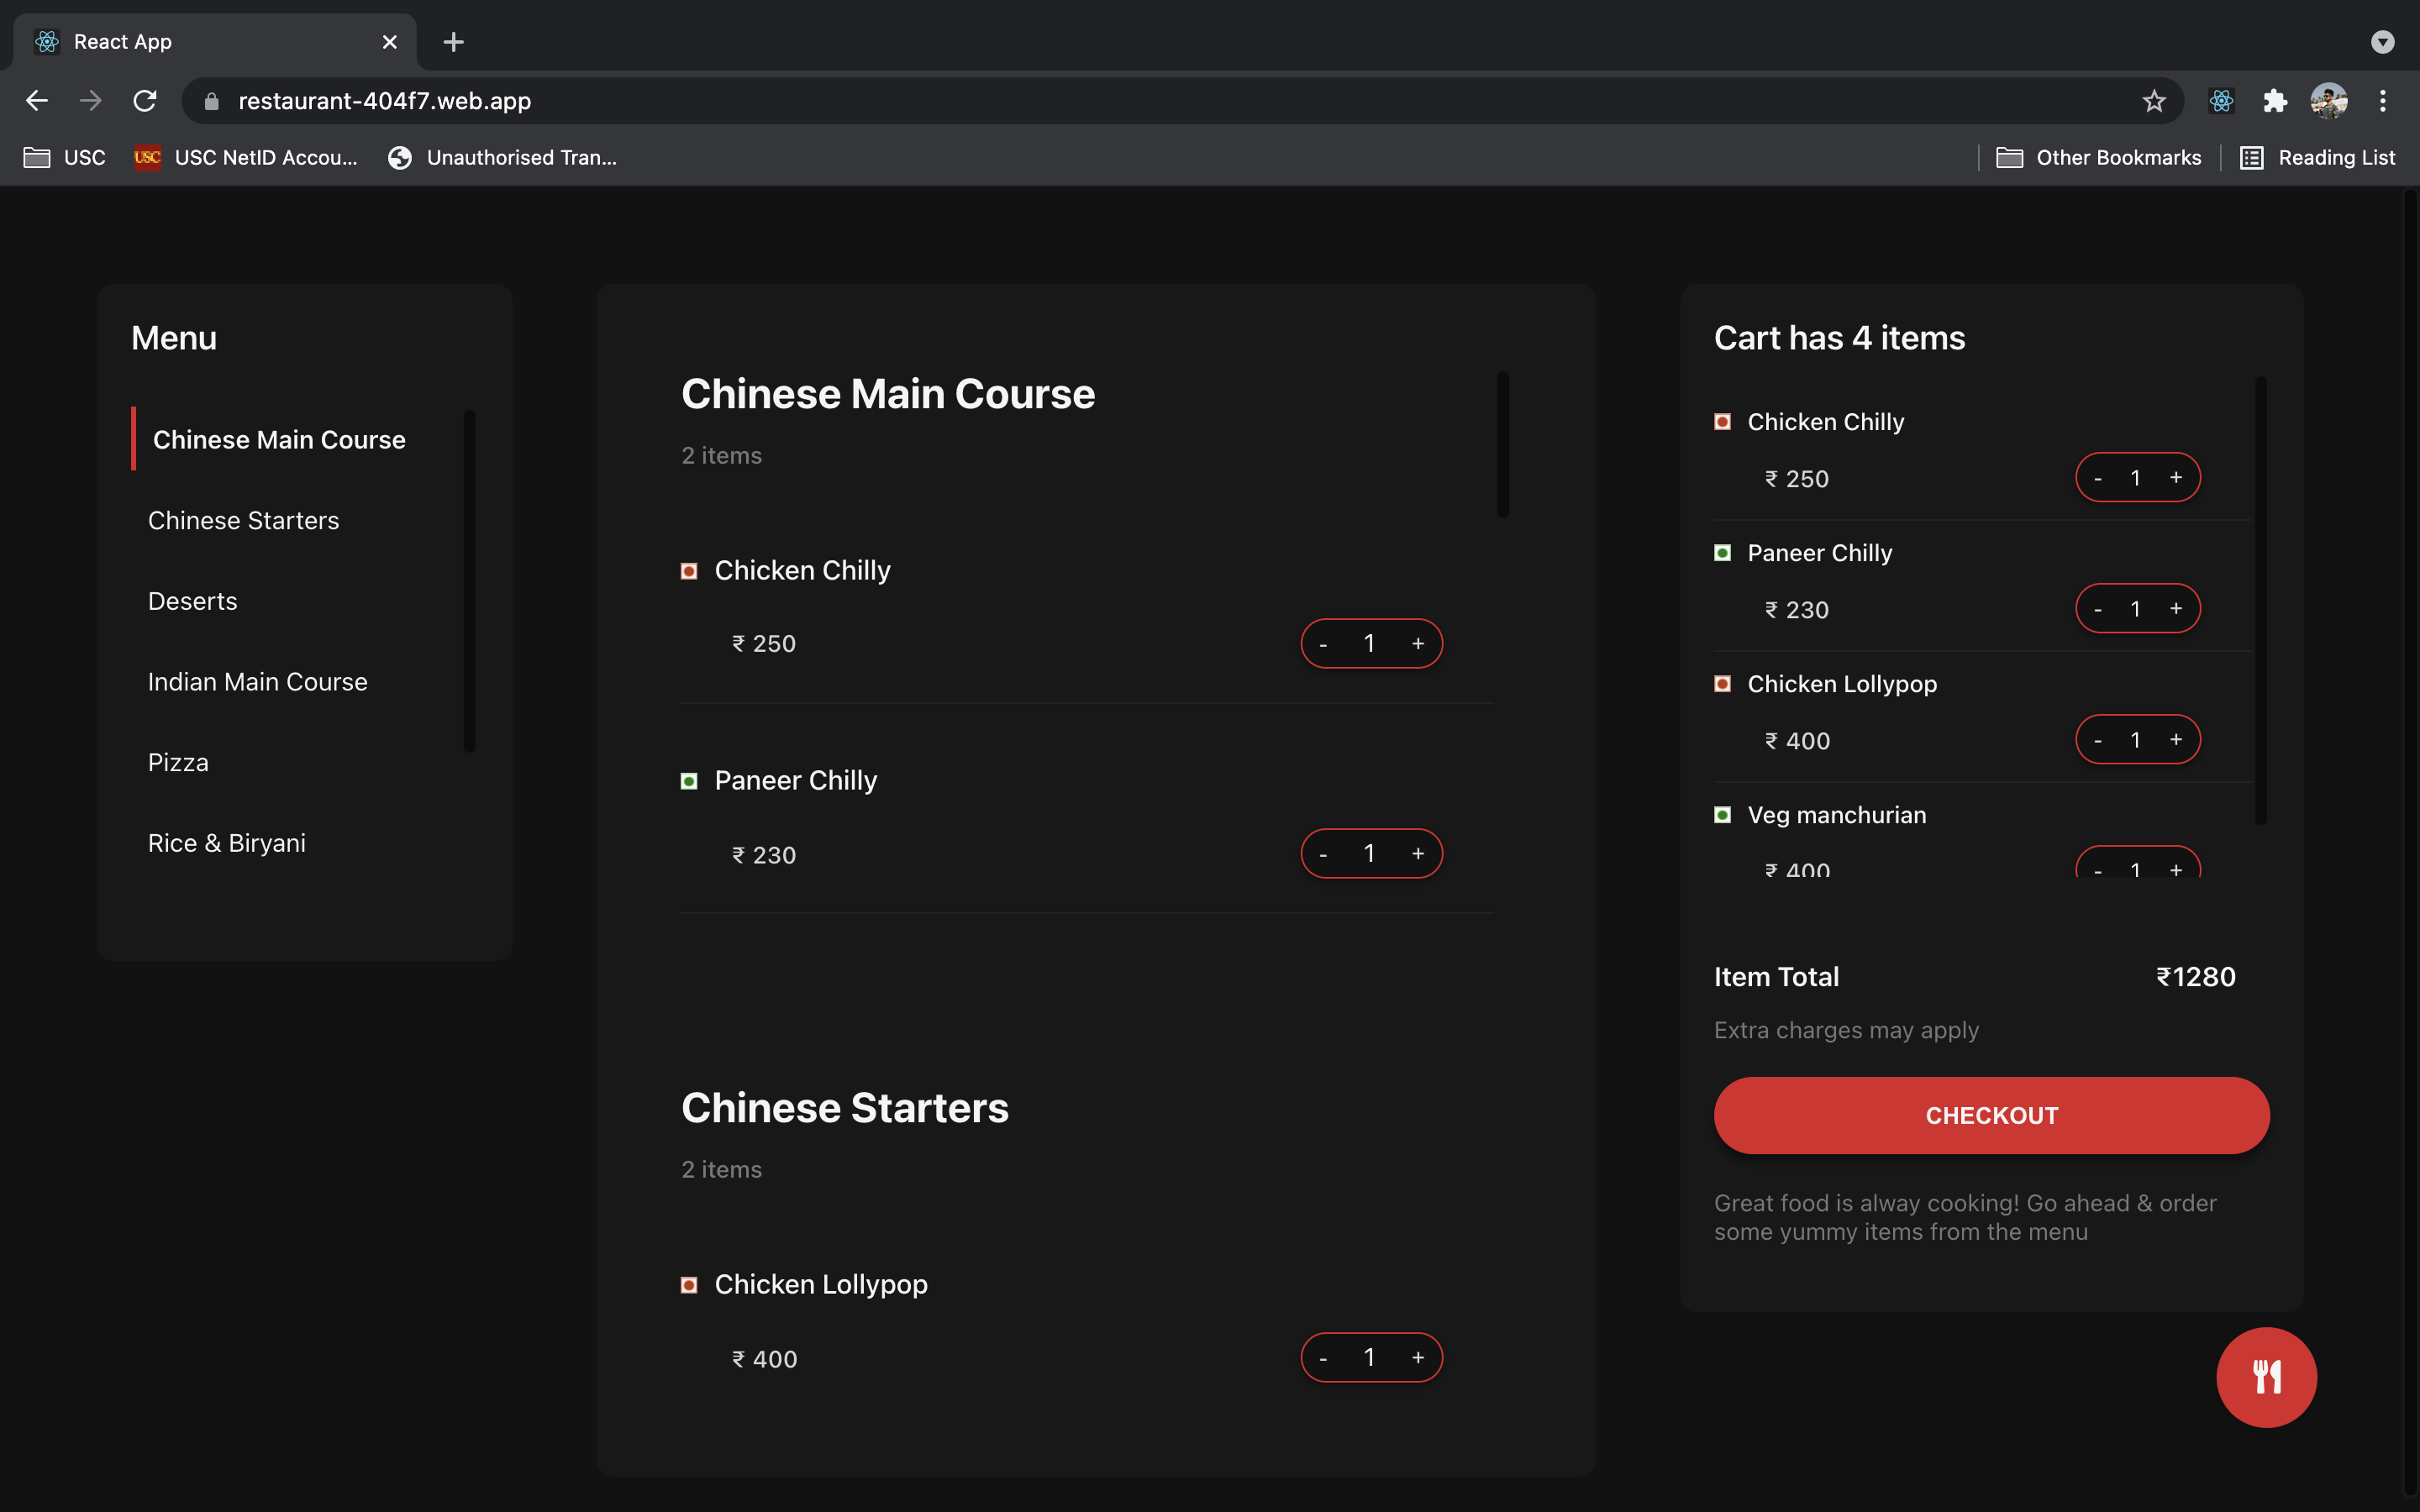 React App
restaurant-404f7.web.app
USC
USC
USC NetID Accou...
Unauthorised Tran...
Other Bookmarks
Reading List
Menu
Chinese Main Course
Chinese Starters
Deserts
Indian Main Course
Pizza
Rice & Biryani
Chinese Main Course
2 items
Chicken Chilly
₹ 250
- 1 +
Paneer Chilly
₹ 230
- 1 +
Chinese Starters
2 items
Chicken Lollypop
₹ 400
- 1 +
Cart has 4 items
Chicken Chilly
₹ 250
- 1 +
Paneer Chilly
₹ 230
- 1 +
Chicken Lollypop
₹ 400
- 1 +
Veg manchurian
₹ 400
- 1 +
Item Total
₹1280
Extra charges may apply
CHECKOUT
Great food is alway cooking! Go ahead & order
some yummy items from the menu